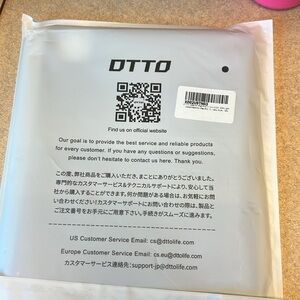 DTTO
Find us on official website
Our goal is to provide the best service and reliable products
for every customer. If you have any questions or suggestions,
please don't hesitate to contact us here. Thank you.
この度、弊社商品をご購入いただき、まことにありがとうございました。
専門的なカスタマーサービス&テクニカルサポートにより、安心して当
社から購入することができます。何か問題がある場合は、お気軽にお問
い合わせください!カスタマーサポートにお問い合わせの際は、製品と
ご注文番号をお手元にご用意下さい。手続きがスムーズに進みます。
US Customer Service Email: cs@dttolife.com
Europe Customer Service Email: cs.eu@dttolife.com
カスタマーサービス連絡先:support-jp@dttolife.com